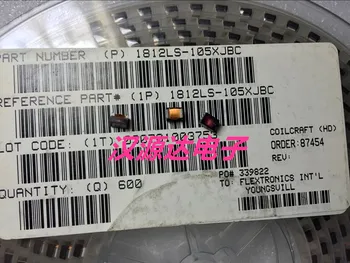 PART NUMBER (P) 1812LS-105XJBC
REFERENCE PART# (1P) 1812LS-105XJBC
LOT CODE: (1T)
汉源达电子
COILCRAFT (HD)
ORDER:87454
REV:
QUANTITY: (Q) 600
PO# 339822
TO: FLEXTRONICS INT'L
YOUNGSVILL